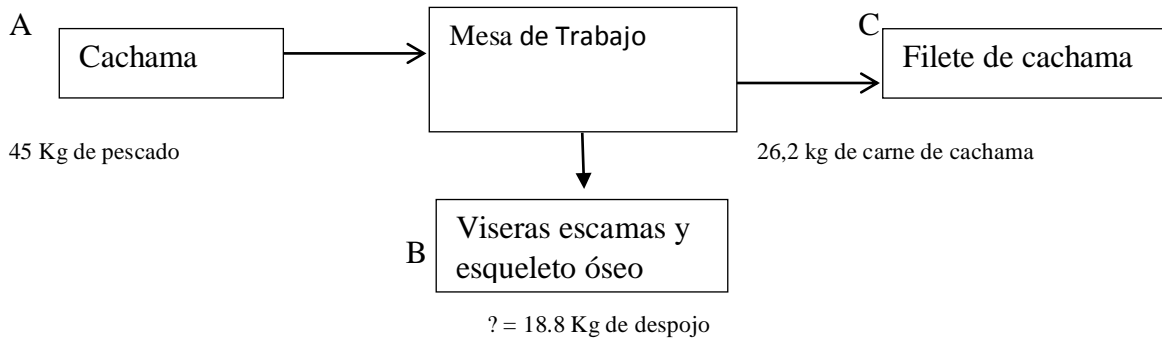 A
Cachama
Mesa de Trabajo
C
Filete de cachama
45 Kg de pescado
26,2 kg de carne de cachama
B
Viseras escamas y
esqueleto óseo
? = 18.8 Kg de despojo